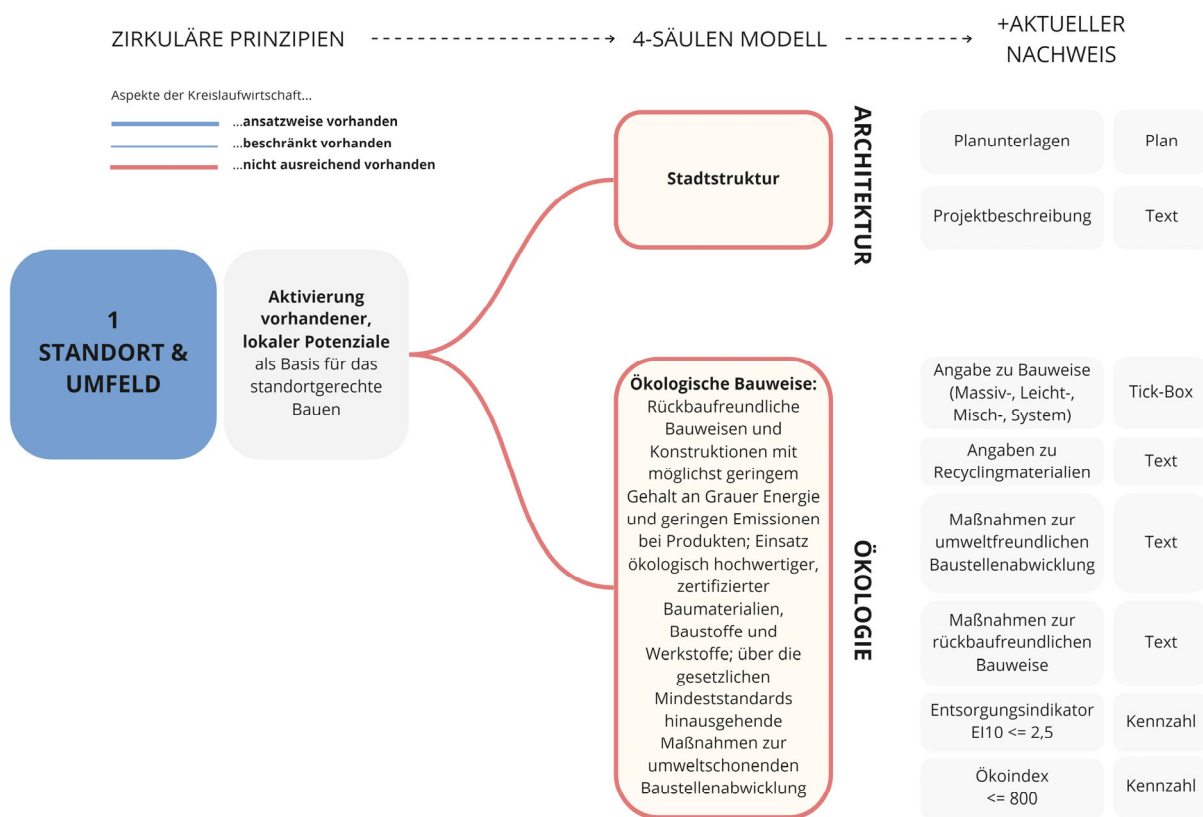 ZIRKULÄRE PRINZIPIEN
4-SÄULEN MODELL
+AKTUELLER
NACHWEIS
Aspekte der Kreislaufwirtschaft...
...ansatzweise vorhanden
...beschränkt vorhanden
...nicht ausreichend vorhanden
1
STANDORT &
UMFELD
Aktivierung
vorhandener,
lokaler Potenziale
als Basis für das
standortgerechte
Bauen
Stadtstruktur
ARCHITEKTUR
Planunterlagen
Plan
Projektbeschreibung
Text
Ökologische Bauweise:
Rückbaufreundliche
Bauweisen und
Konstruktionen mit
möglichst geringem
Gehalt an Grauer Energie
und geringen Emissionen
bei Produkten; Einsatz
ökologisch hochwertiger,
zertifizierter
Baumaterialien,
Baustoffe und
Werkstoffe; über die
gesetzlichen
Mindeststandards
hinausgehende
Maßnahmen zur
umweltschonenden
Baustellenabwicklung
ÖKOLOGIE
Angabe zu Bauweise
(Massiv-, Leicht-,
Misch-, System)
Tick-Box
Angaben zu
Recyclingmaterialien
Text
Maßnahmen zur
umweltfreundlichen
Baustellenabwicklung
Text
Maßnahmen zur
rückbaufreundlichen
Bauweise
Text
Entsorgungsindikator
EI10 <= 2,5
Kennzahl
Ökoindex
<= 800
Kennzahl